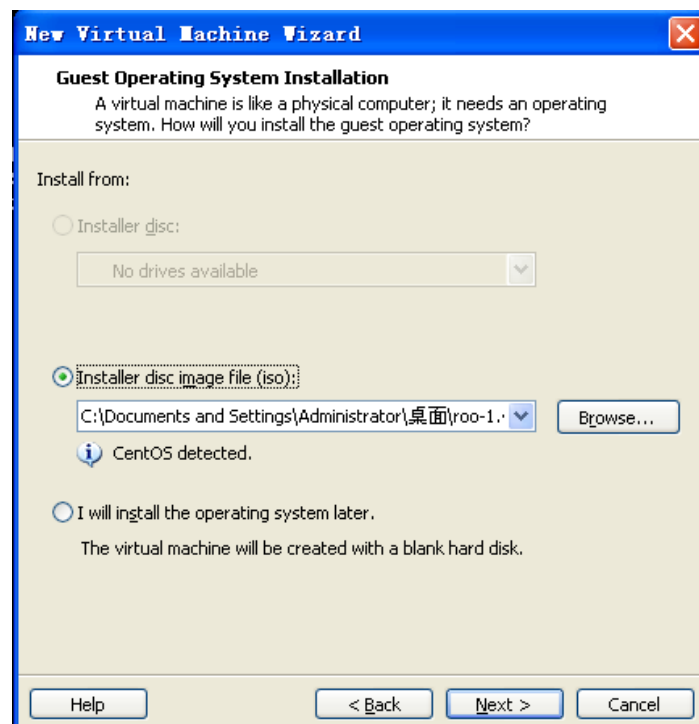 New Virtual Machine Wizard
Guest Operating System Installation
A virtual machine is like a physical computer; it needs an operating
system. How will you install the guest operating system?
Install from:
Installer disc:
No drives available
Installer disc image file (iso):
C:\Documents and Settings\Administrator\桌面\roo-1. Browse...
CentOS detected.
I will install the operating system later.
The virtual machine will be created with a blank hard disk.
Help < Back Next > Cancel